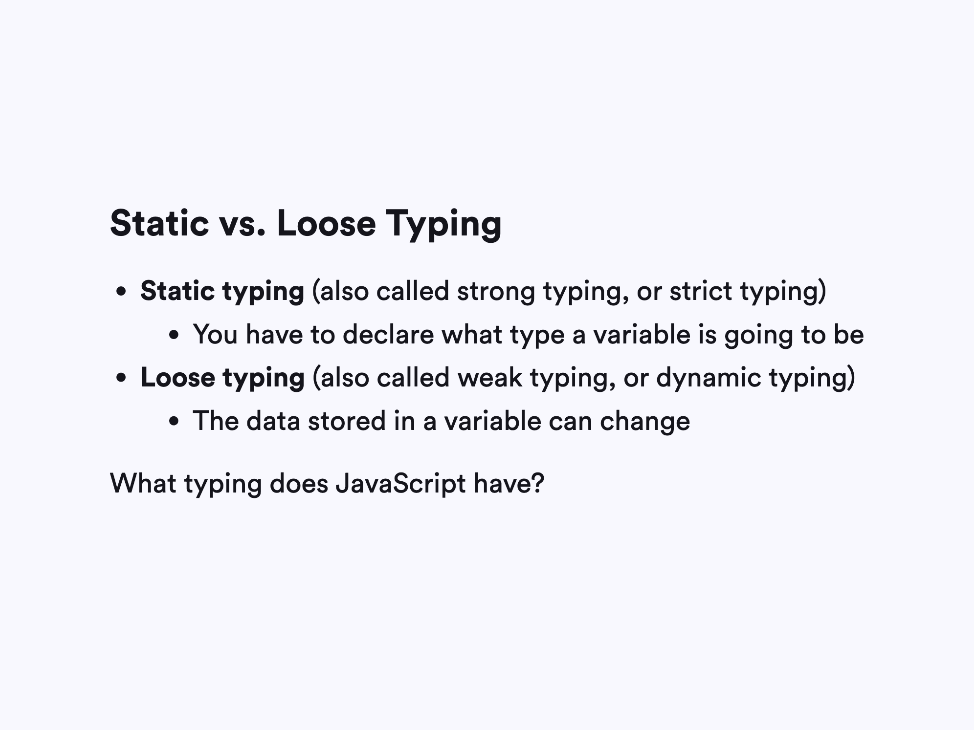 Static vs. Loose Typing
• Static typing (also called strong typing, or strict typing)
• You have to declare what type a variable is going to be
• Loose typing (also called weak typing, or dynamic typing)
• The data stored in a variable can change
What typing does JavaScript have?